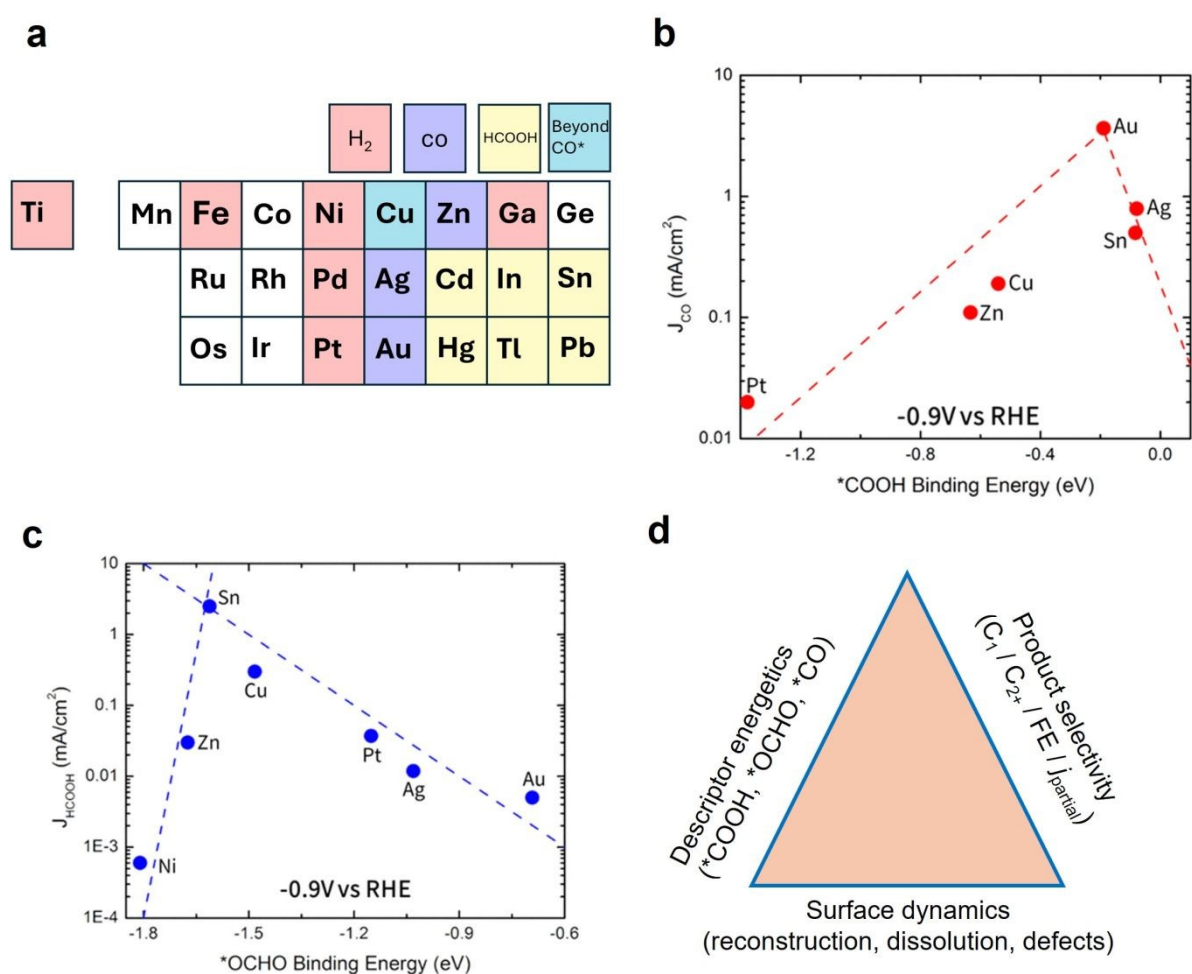 a
H2
co
HCOOH
Beyond
CO*
Ti
Mn Fe Co Ni Cu Zn Ga Ge
Ru Rh Pd Ag Cd In Sn
Os Ir Pt Au Hg Tl Pb
b
10
1
0.1
0.01
JCO (mA/cm2)
Au
Ag
Sn
Cu
Zn
Pt
-0.9V vs RHE
-1.2 -0.8 -0.4 0.0
*COOH Binding Energy (eV)
c
10
1
0.1
0.01
1E-3
1E-4
JHCOOH (mA/cm2)
Sn
Cu
Zn
Pt
Ag
Au
Ni
-0.9V vs RHE
-1.8 -1.5 -1.2 -0.9 -0.6
*OCHO Binding Energy (eV)
d
Descriptor energetics
(*COOH, *OCHO, *CO)
Product selectivity
(C1 / C2+ / FE / jpartial)
Surface dynamics
(reconstruction, dissolution, defects)